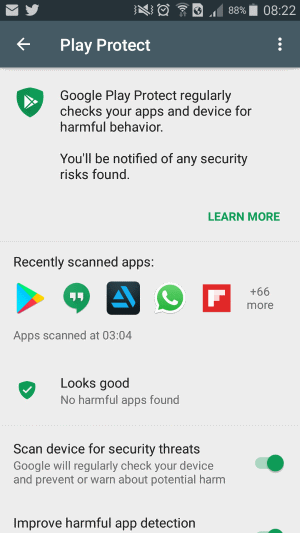 88% 08:22
Play Protect
Google Play Protect regularly
checks your apps and device for
harmful behavior.
You'll be notified of any security
risks found.
LEARN MORE
Recently scanned apps:
+66
more
Apps scanned at 03:04
Looks good
No harmful apps found
Scan device for security threats
Google will regularly check your device
and prevent or warn about potential harm
Improve harmful app detection